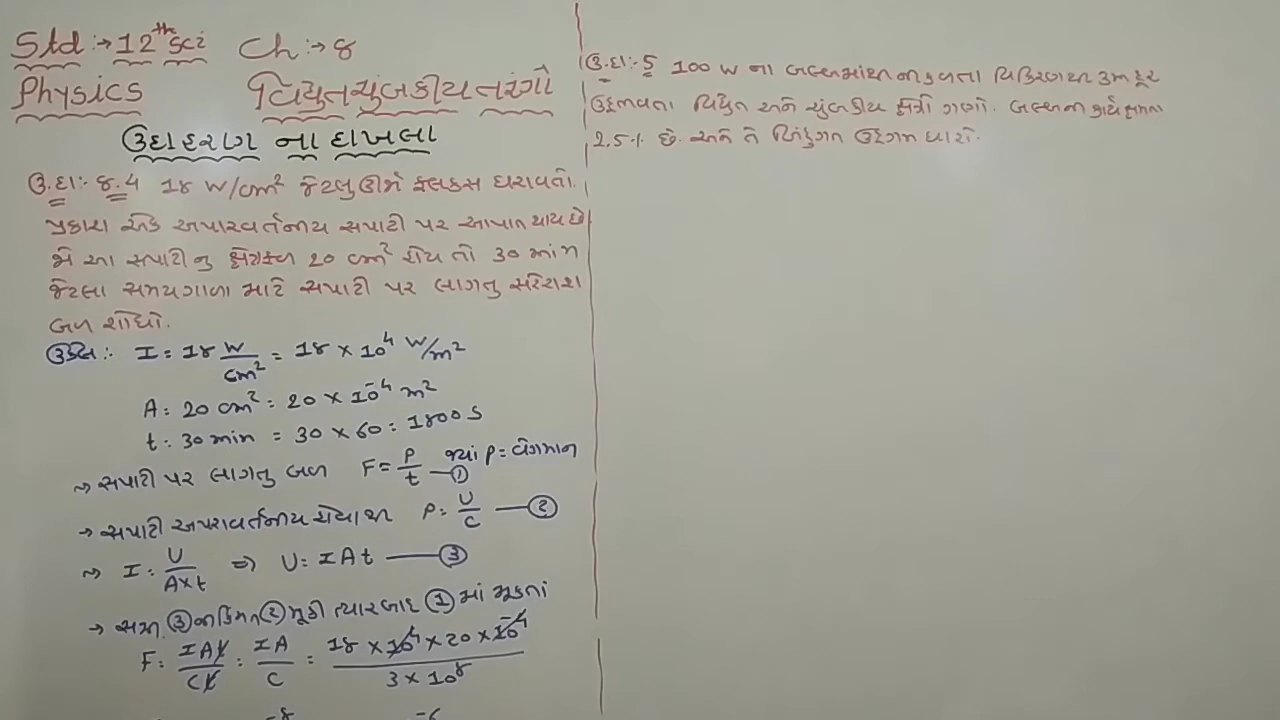 Std :→ 12th Sci Ch :→ 8
Physics વિદ્યુતચુંબકીય તરંગો
ઉદાહરણ ના દાખલા
ઉ.દા:- 8.4 18 W/cm² જેટલુ ઊર્જા ફ્લક્સ ધરાવતો
પ્રકાશ એક અપરાવર્તનીય સપાટી પર આપાત થાય છે
જો આ સપાટી નુ ક્ષેત્રફળ 20 cm² હોય તો 30 મિનિ
જેટલા સમયગાળા માટે સપાટી પર લાગતુ સરેરાશ
બળ શોધો.
ઉકેલ :- I = 18 W/cm² = 18 × 10⁴ W/m²
A = 20 cm² = 20 × 10⁻⁴ m²
t = 30 min = 30 × 60 = 1800 S
→ સપાટી પર લાગતુ બળ F = P/t —① જ્યાં P = વેગમાન
→ સપાટી અપરાવર્તનીય હોવાથી P = U/C —②
→ I = U/A×t ⇒ U = IAt —③
→ સમી ③ ની કિંમત ② મૂકી ત્યારબાદ ① માં મૂકતાં
F = IAt/Ct = IA/C = 18 × 10⁴ × 20 × 10⁻⁴ / 3 × 10⁸
ઉ.દા:- 5 100 W ના બલ્બમાંથી નીકળતા વિકિરણથી 3m દૂર
ઉદ્ભવતા વિદ્યુત અને ચુંબકીય ક્ષેત્રો ગણો. બલ્બની કાર્યક્ષમતા
2.5% છે. અને તે બિંદુગત ઉદ્ગમ ધારો.